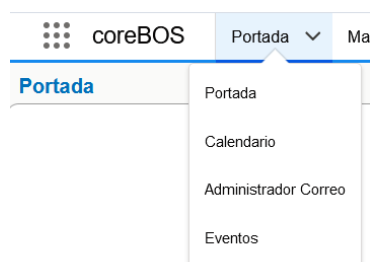 coreBOS Portada Ma
Portada
Portada
Calendario
Administrador Correo
Eventos